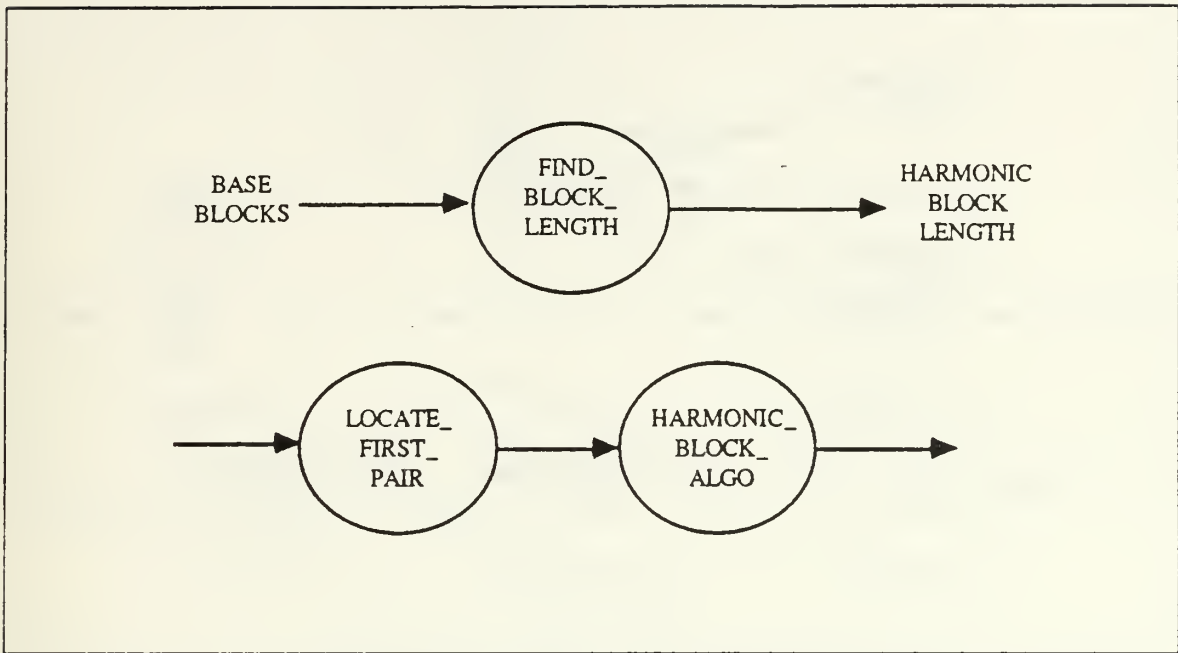 BASE
BLOCKS
FIND_
BLOCK_
LENGTH
HARMONIC
BLOCK
LENGTH
LOCATE_
FIRST_
PAIR
HARMONIC_
BLOCK_
ALGO